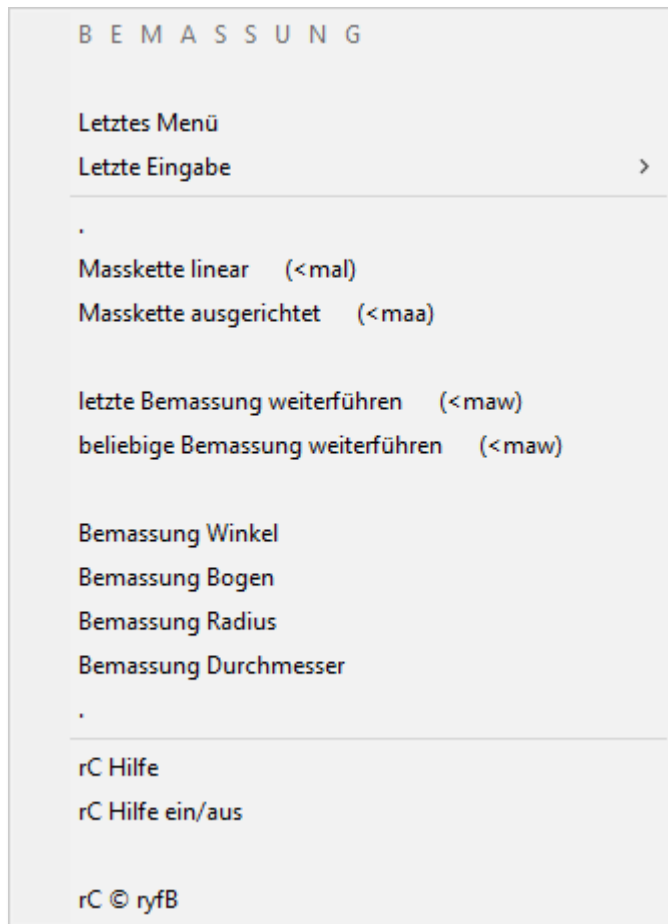 B E M A S S U N G
Letztes Menü
Letzte Eingabe >
.
Masskette linear (<mal)
Masskette ausgerichtet (<maa)
letzte Bemassung weiterführen (<maw)
beliebige Bemassung weiterführen (<maw)
Bemassung Winkel
Bemassung Bogen
Bemassung Radius
Bemassung Durchmesser
.
rC Hilfe
rC Hilfe ein/aus
rC © ryfB